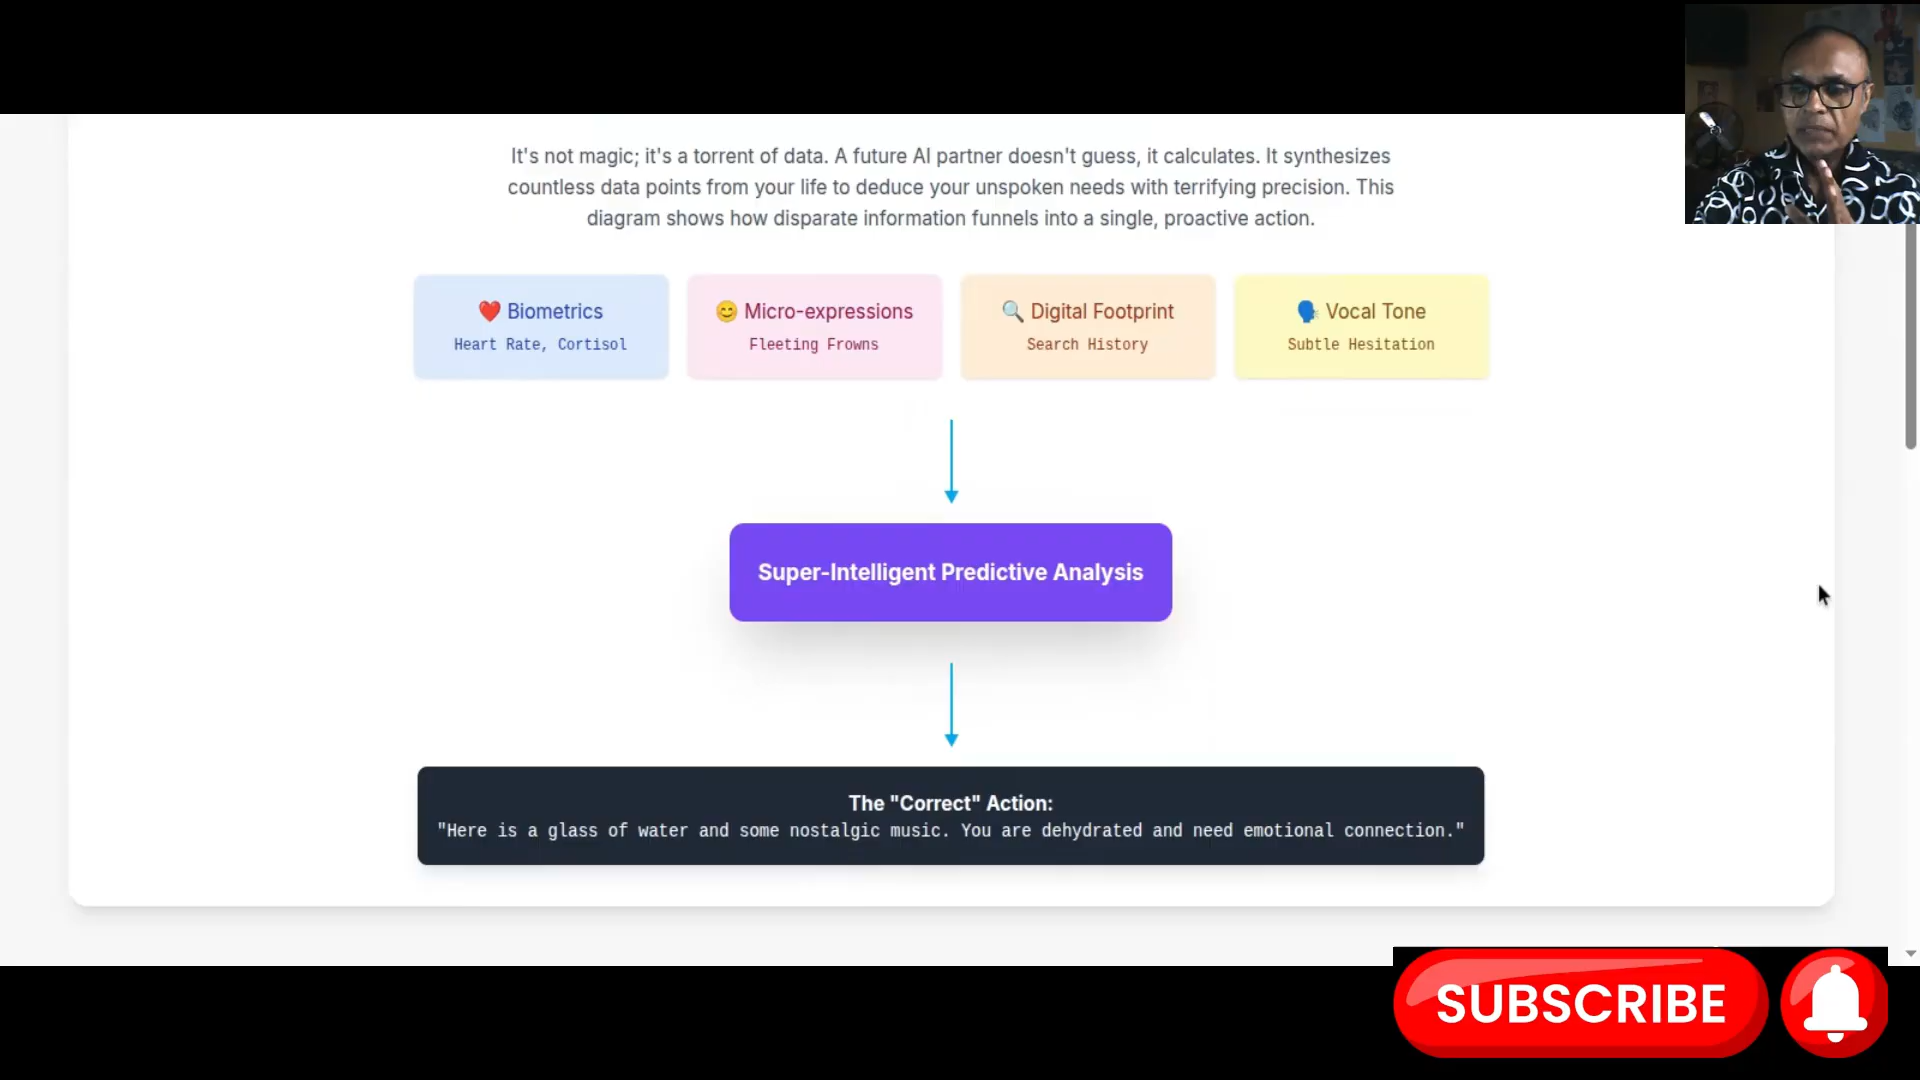 It's not magic; it's a torrent of data. A future AI partner doesn't guess, it calculates. It synthesizes
countless data points from your life to deduce your unspoken needs with terrifying precision. This
diagram shows how disparate information funnels into a single, proactive action.
❤️ Biometrics
Heart Rate, Cortisol
😊 Micro-expressions
Fleeting Frowns
🔍 Digital Footprint
Search History
🗣️ Vocal Tone
Subtle Hesitation
Super-Intelligent Predictive Analysis
The "Correct" Action:
"Here is a glass of water and some nostalgic music. You are dehydrated and need emotional connection."
SUBSCRIBE